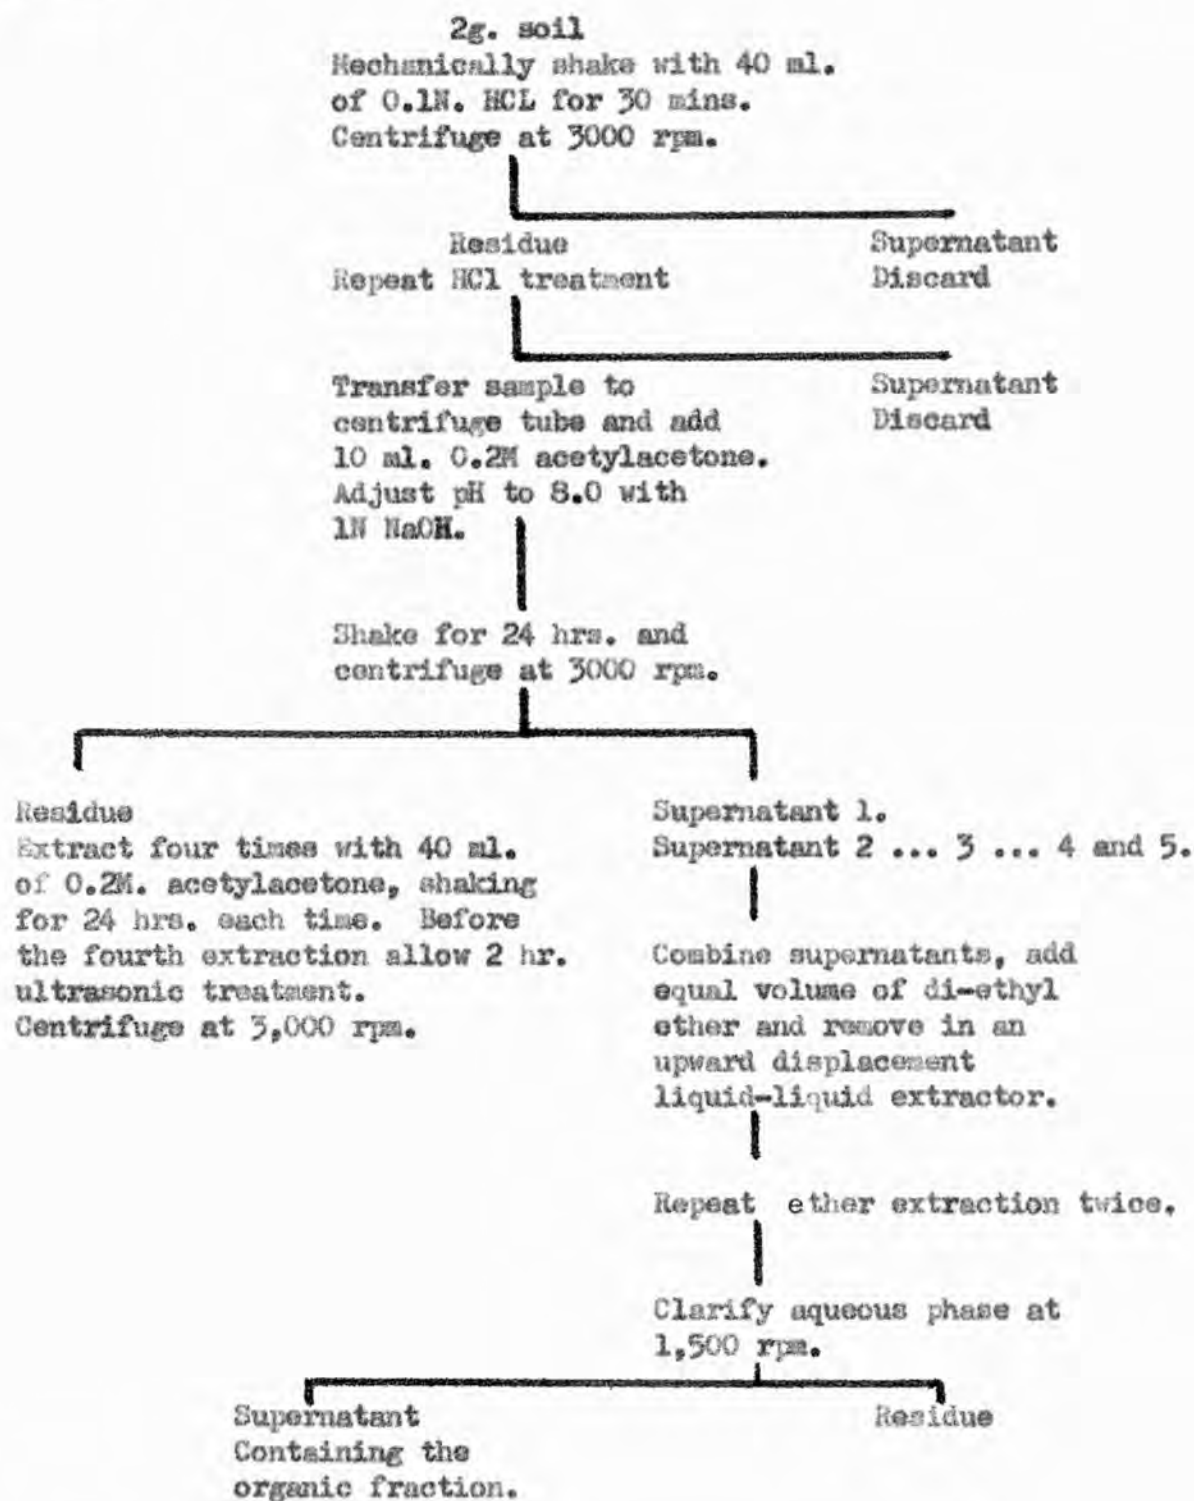 2g. soil
Mechanically shake with 40 ml.
of 0.1N. HCL for 30 mins.
Centrifuge at 3000 rpm.
Residue
Repeat HCl treatment
Supernatant
Discard
Transfer sample to
centrifuge tube and add
10 ml. 0.2M acetylacetone.
Adjust pH to 8.0 with
1N NaOH.
Supernatant
Discard
Shake for 24 hrs. and
centrifuge at 3000 rpm.
Residue
Extract four times with 40 ml.
of 0.2M. acetylacetone, shaking
for 24 hrs. each time. Before
the fourth extraction allow 2 hr.
ultrasonic treatment.
Centrifuge at 3,000 rpm.
Supernatant 1.
Supernatant 2 ... 3 ... 4 and 5.
Combine supernatants, add
equal volume of di-ethyl
ether and remove in an
upward displacement
liquid-liquid extractor.
Repeat ether extraction twice.
Clarify aqueous phase at
1,500 rpm.
Supernatant
Containing the
organic fraction.
Residue